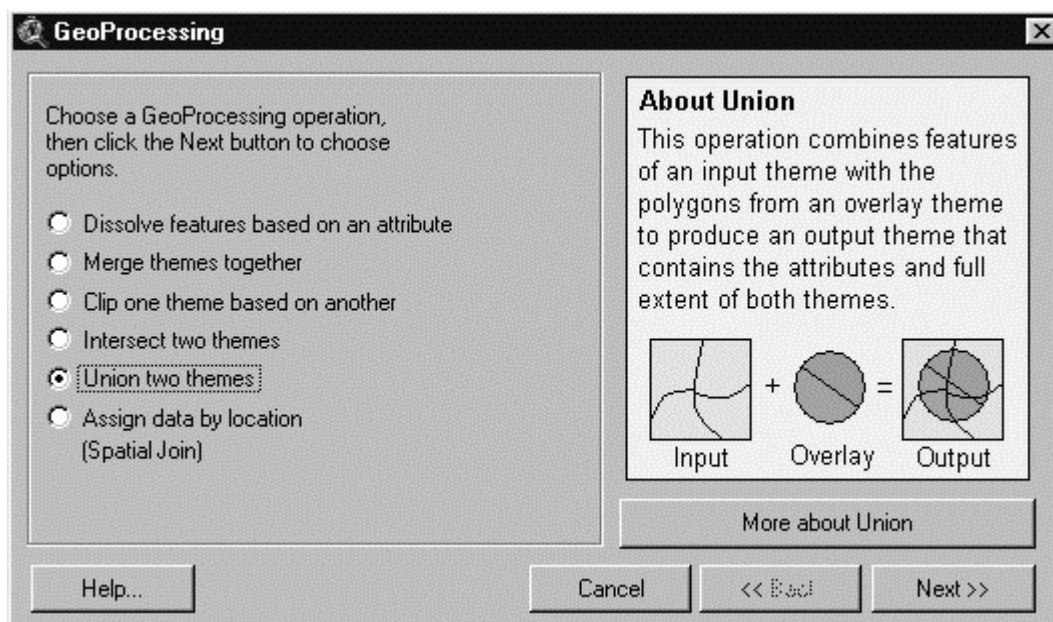 GeoProcessing
Choose a GeoProcessing operation,
then click the Next button to choose
options.
Dissolve features based on an attribute
Merge themes together
Clip one theme based on another
Intersect two themes
Union two themes
Assign data by location
(Spatial Join)
About Union
This operation combines features
of an input theme with the
polygons from an overlay theme
to produce an output theme that
contains the attributes and full
extent of both themes.
+ =
Input Overlay Output
More about Union
Help... Cancel << Back Next >>